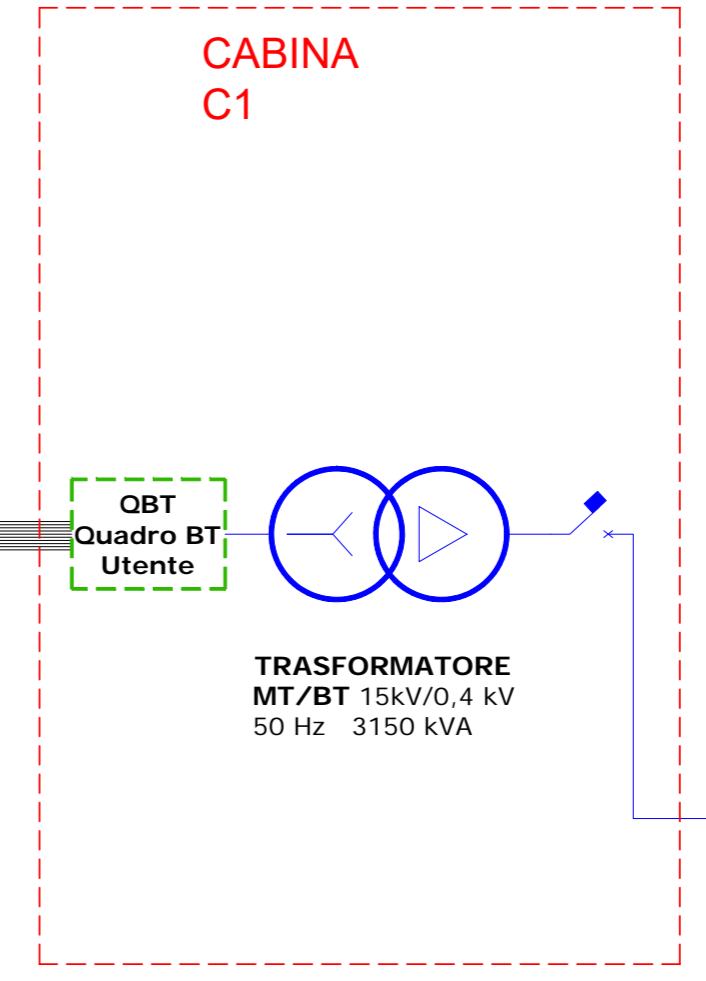 CABINA
C1
QBT
Quadro BT
Utente
TRASFORMATORE
MT/BT 15kV/0,4 kV
50 Hz 3150 kVA